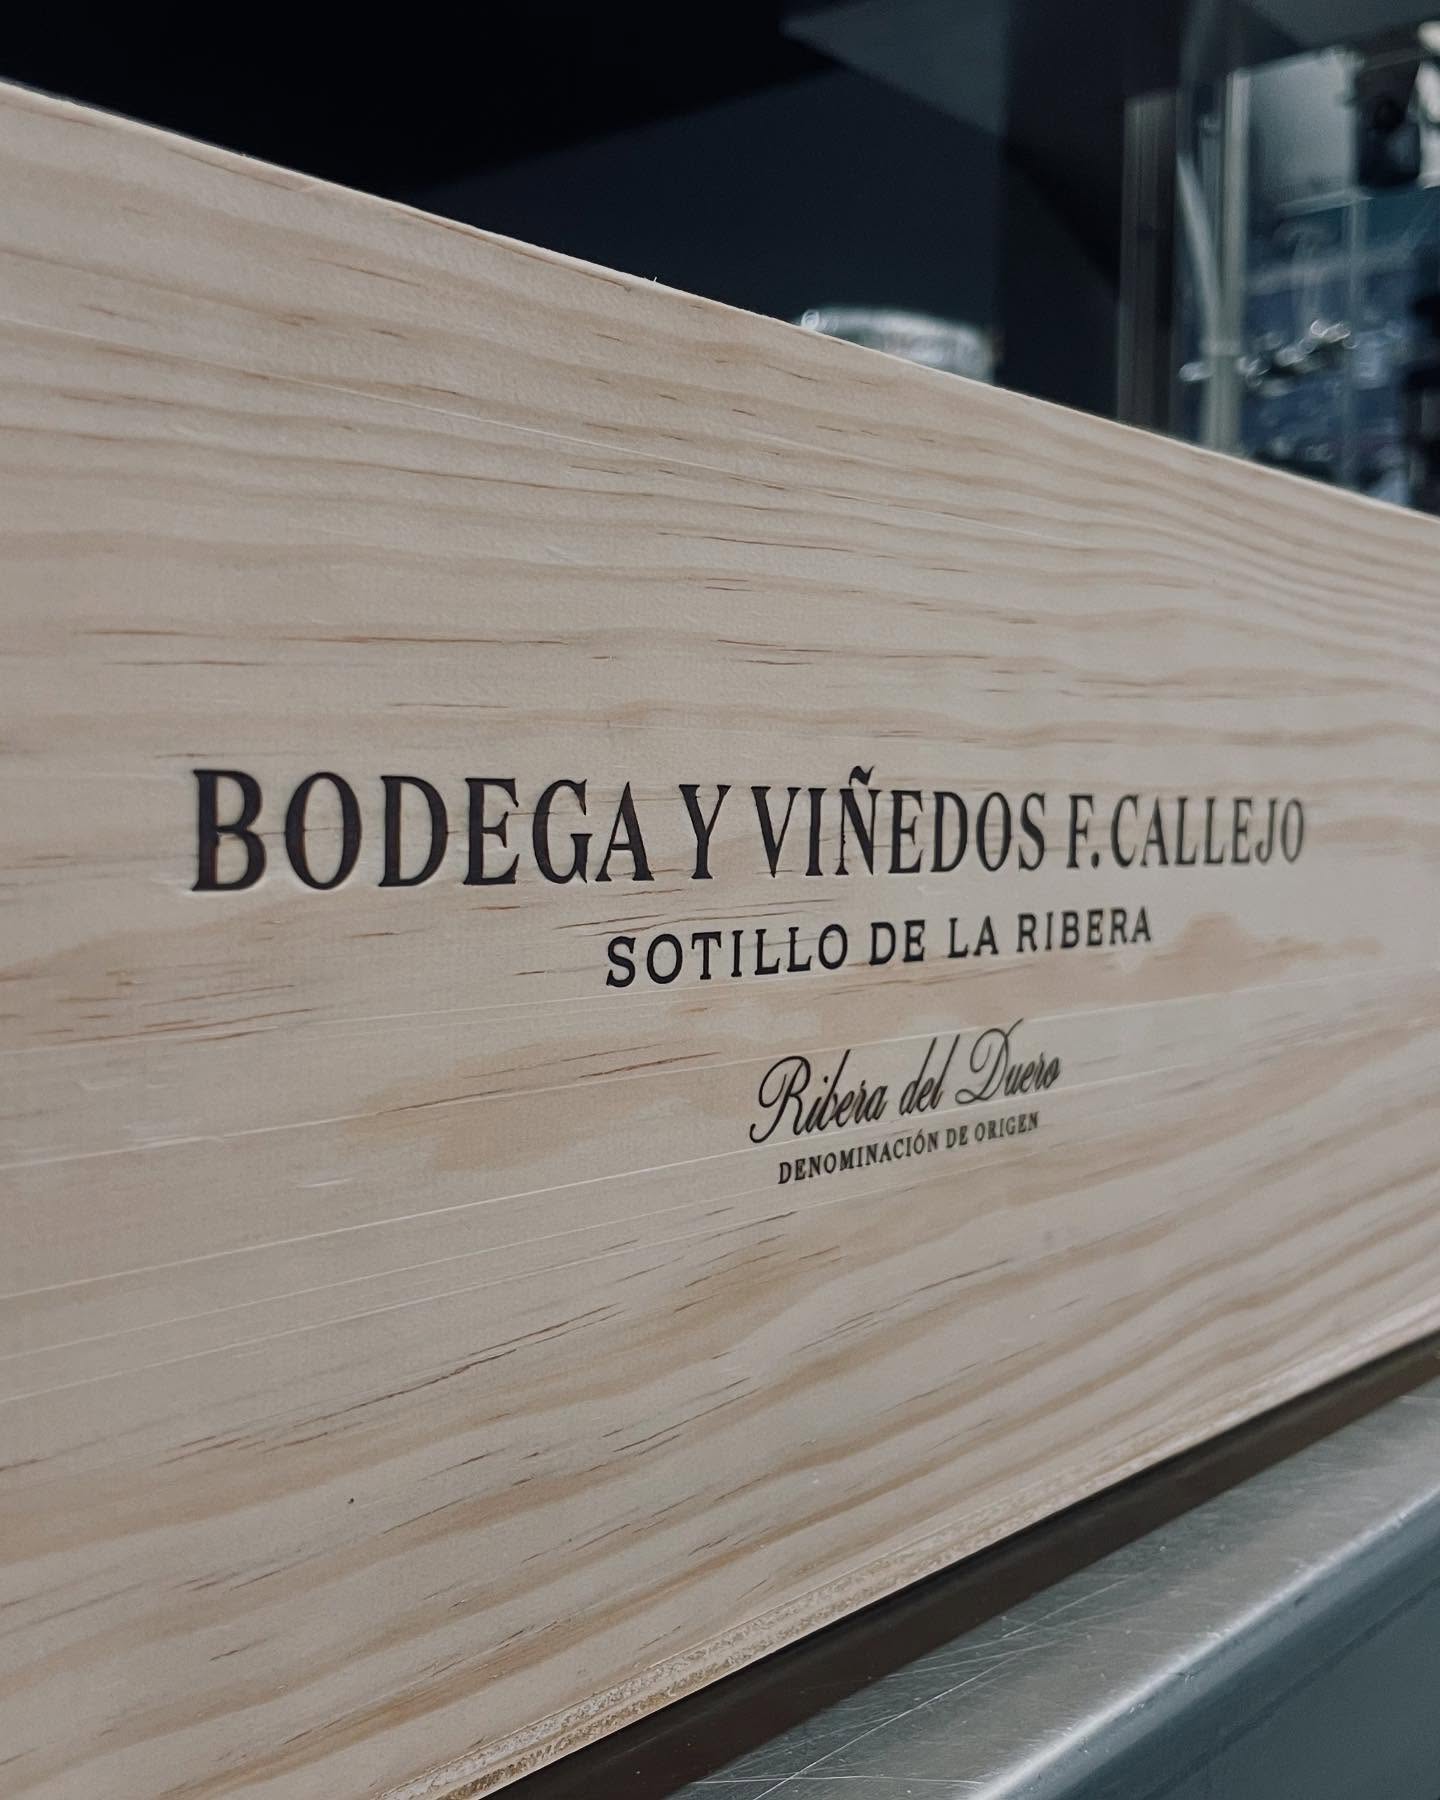 BODEGA Y VIÑEDOS F. CALLEJO
SOTILLO DE LA RIBERA
Ribera del Duero
DENOMINACIÓN DE ORIGEN